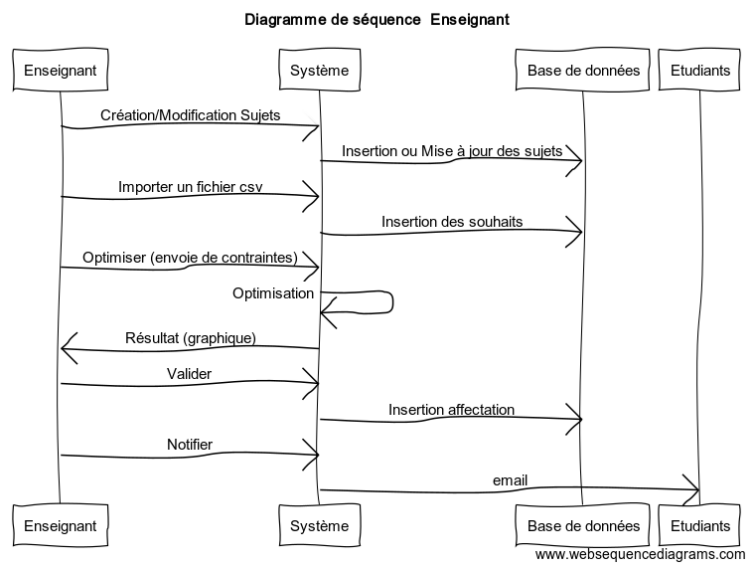 Diagramme de séquence Enseignant
Enseignant
Système
Base de données
Etudiants
Création/Modification Sujets
Insertion ou Mise à jour des sujets
Importer un fichier csv
Insertion des souhaits
Optimiser (envoie de contraintes)
Optimisation
Résultat (graphique)
Valider
Insertion affectation
Notifier
email
Enseignant
Système
Base de données
Etudiants
www.websequencediagrams.com